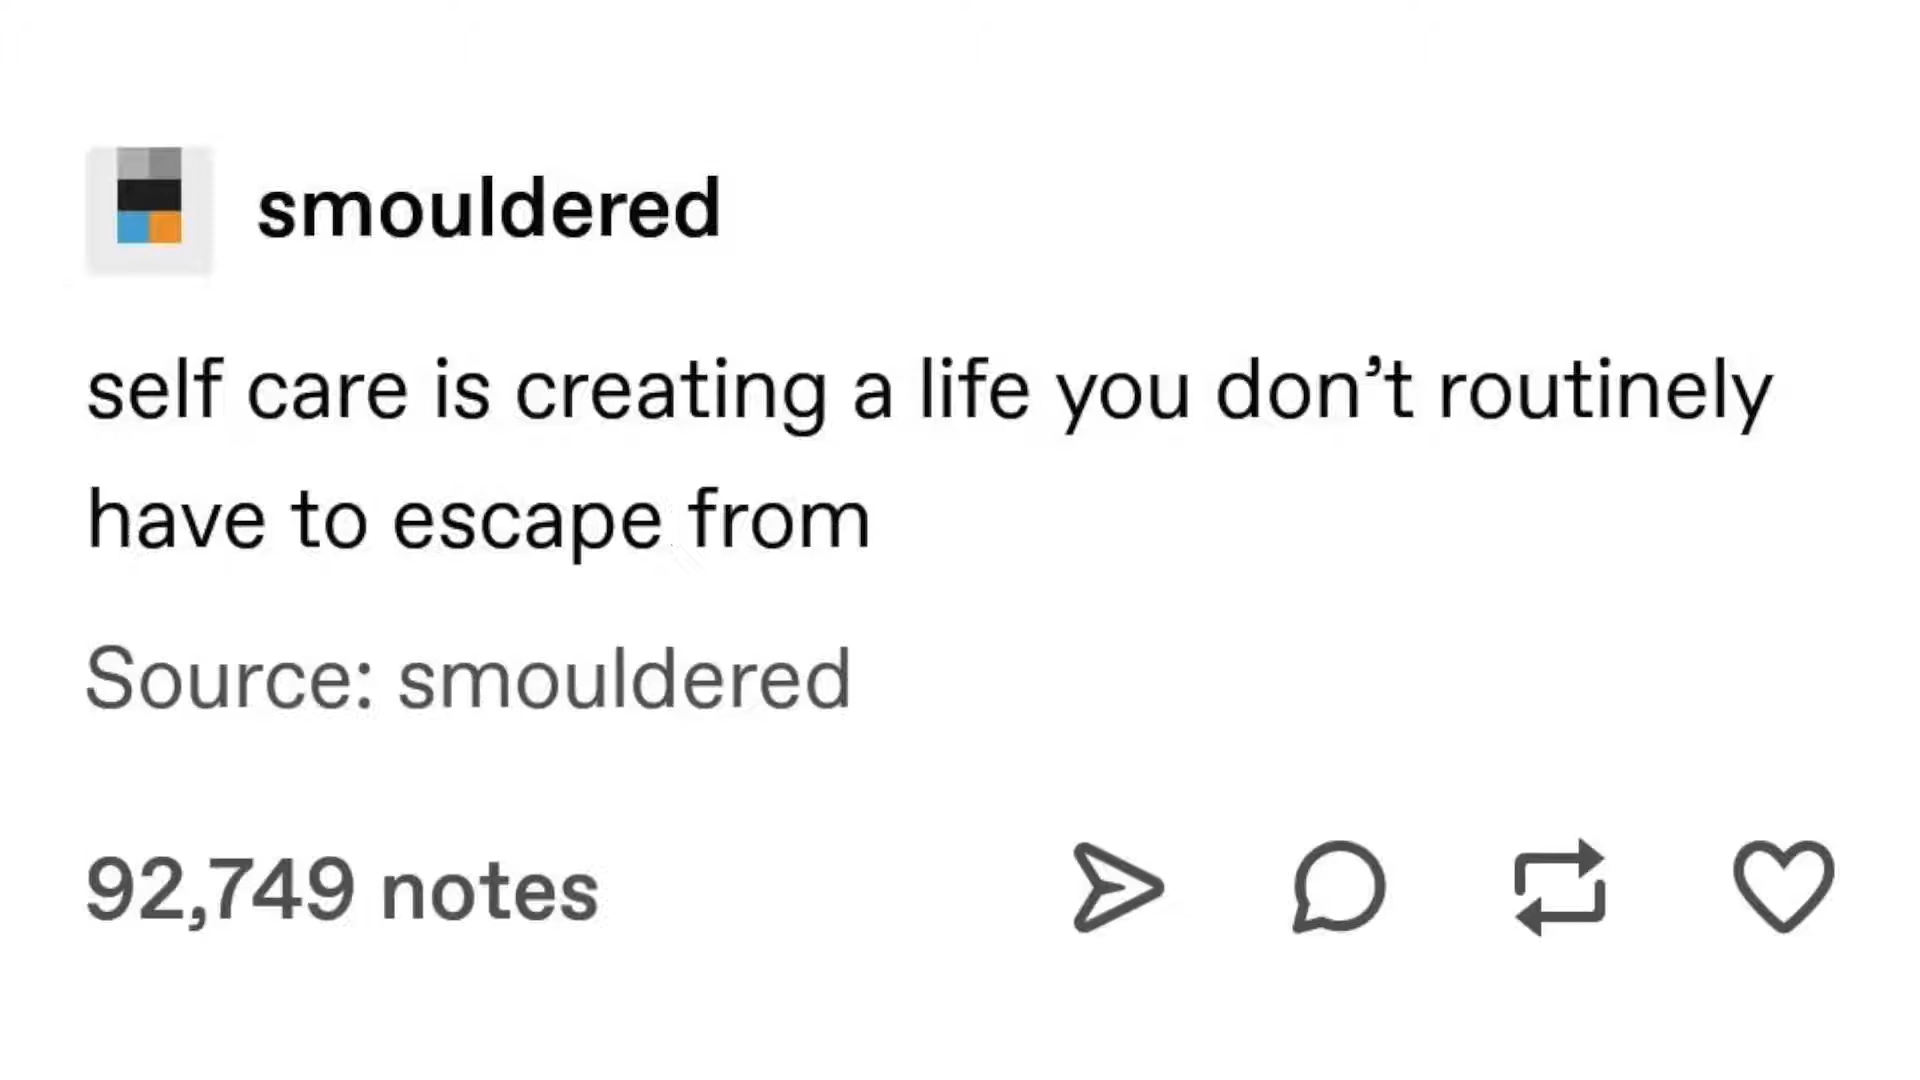 smouldered
self care is creating a life you don’t routinely
have to escape from
Source: smouldered
92,749 notes